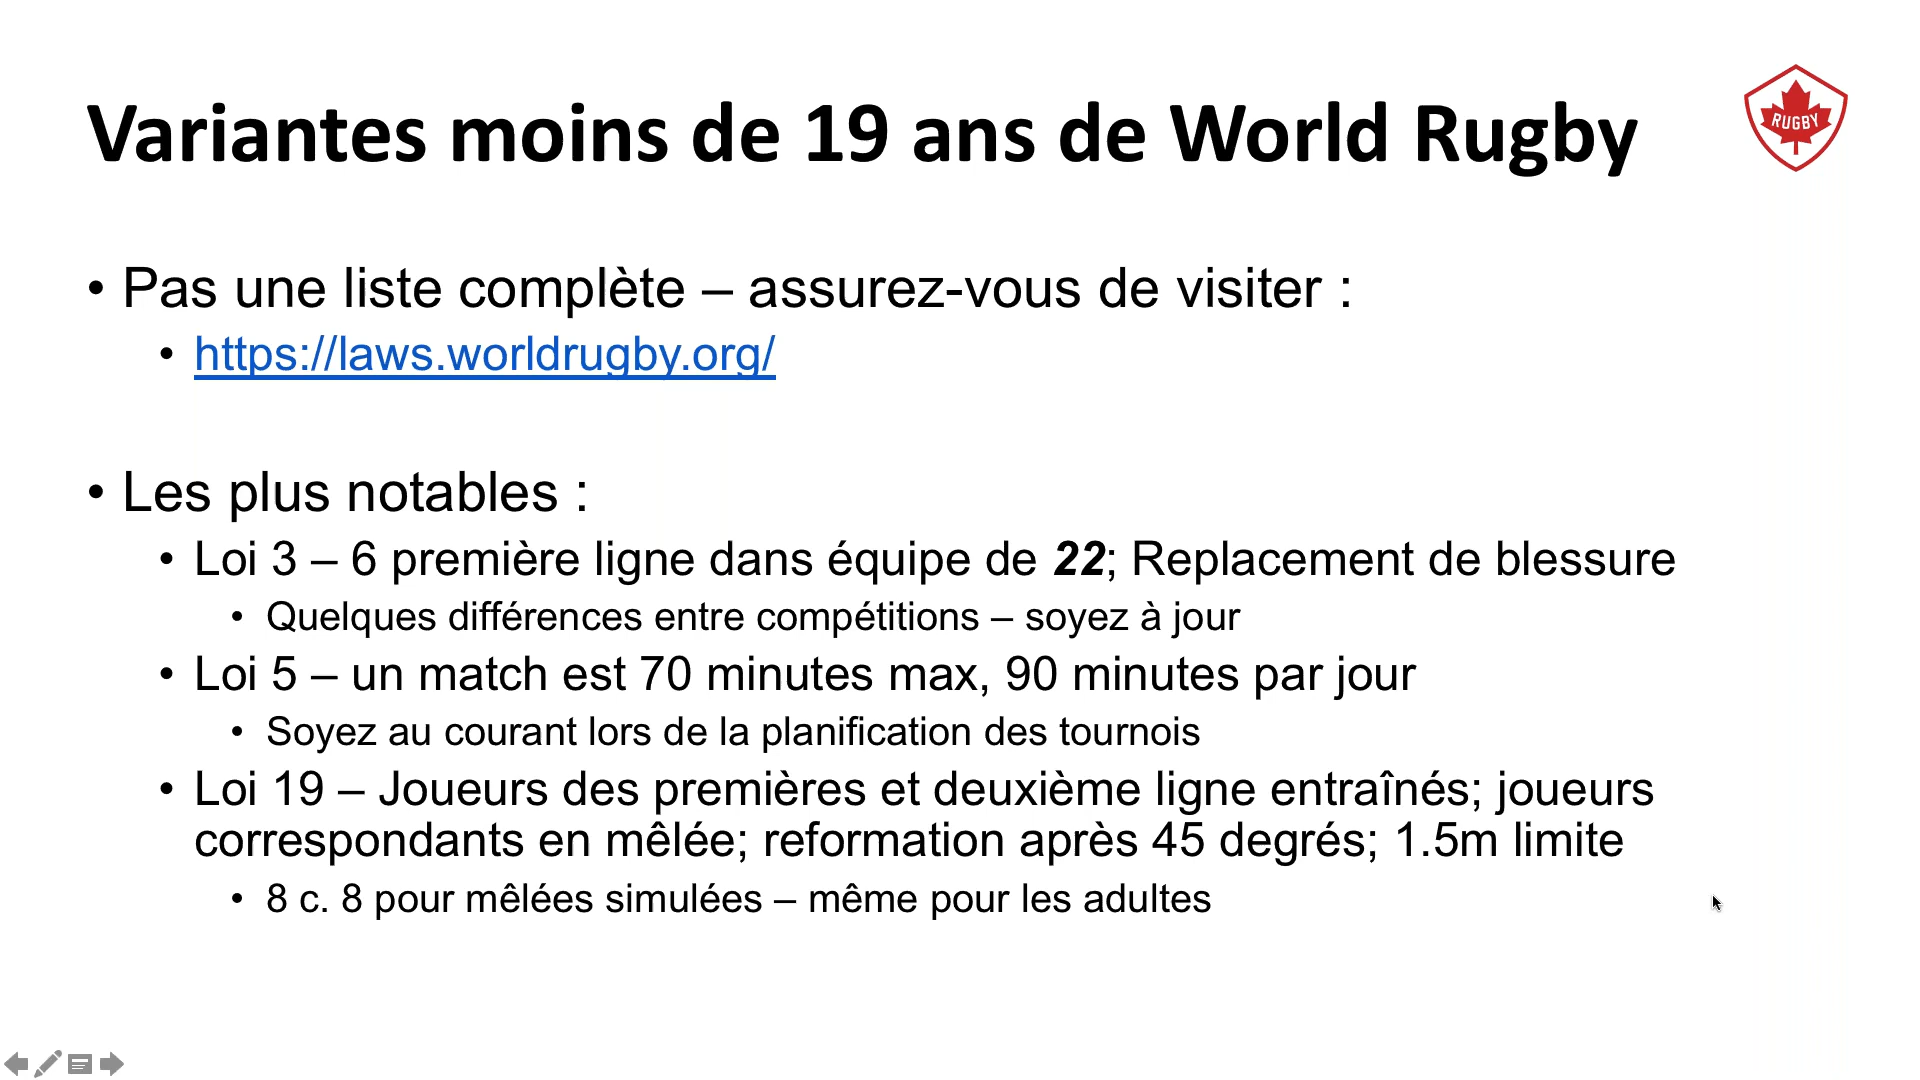 Variantes moins de 19 ans de World Rugby
RUGBY
• Pas une liste complète – assurez-vous de visiter :
• https://laws.worldrugby.org/
• Les plus notables :
• Loi 3 – 6 première ligne dans équipe de 22; Replacement de blessure
• Quelques différences entre compétitions – soyez à jour
• Loi 5 – un match est 70 minutes max, 90 minutes par jour
• Soyez au courant lors de la planification des tournois
• Loi 19 – Joueurs des premières et deuxième ligne entraînés; joueurs
correspondants en mêlée; reformation après 45 degrés; 1.5m limite
• 8 c. 8 pour mêlées simulées – même pour les adultes